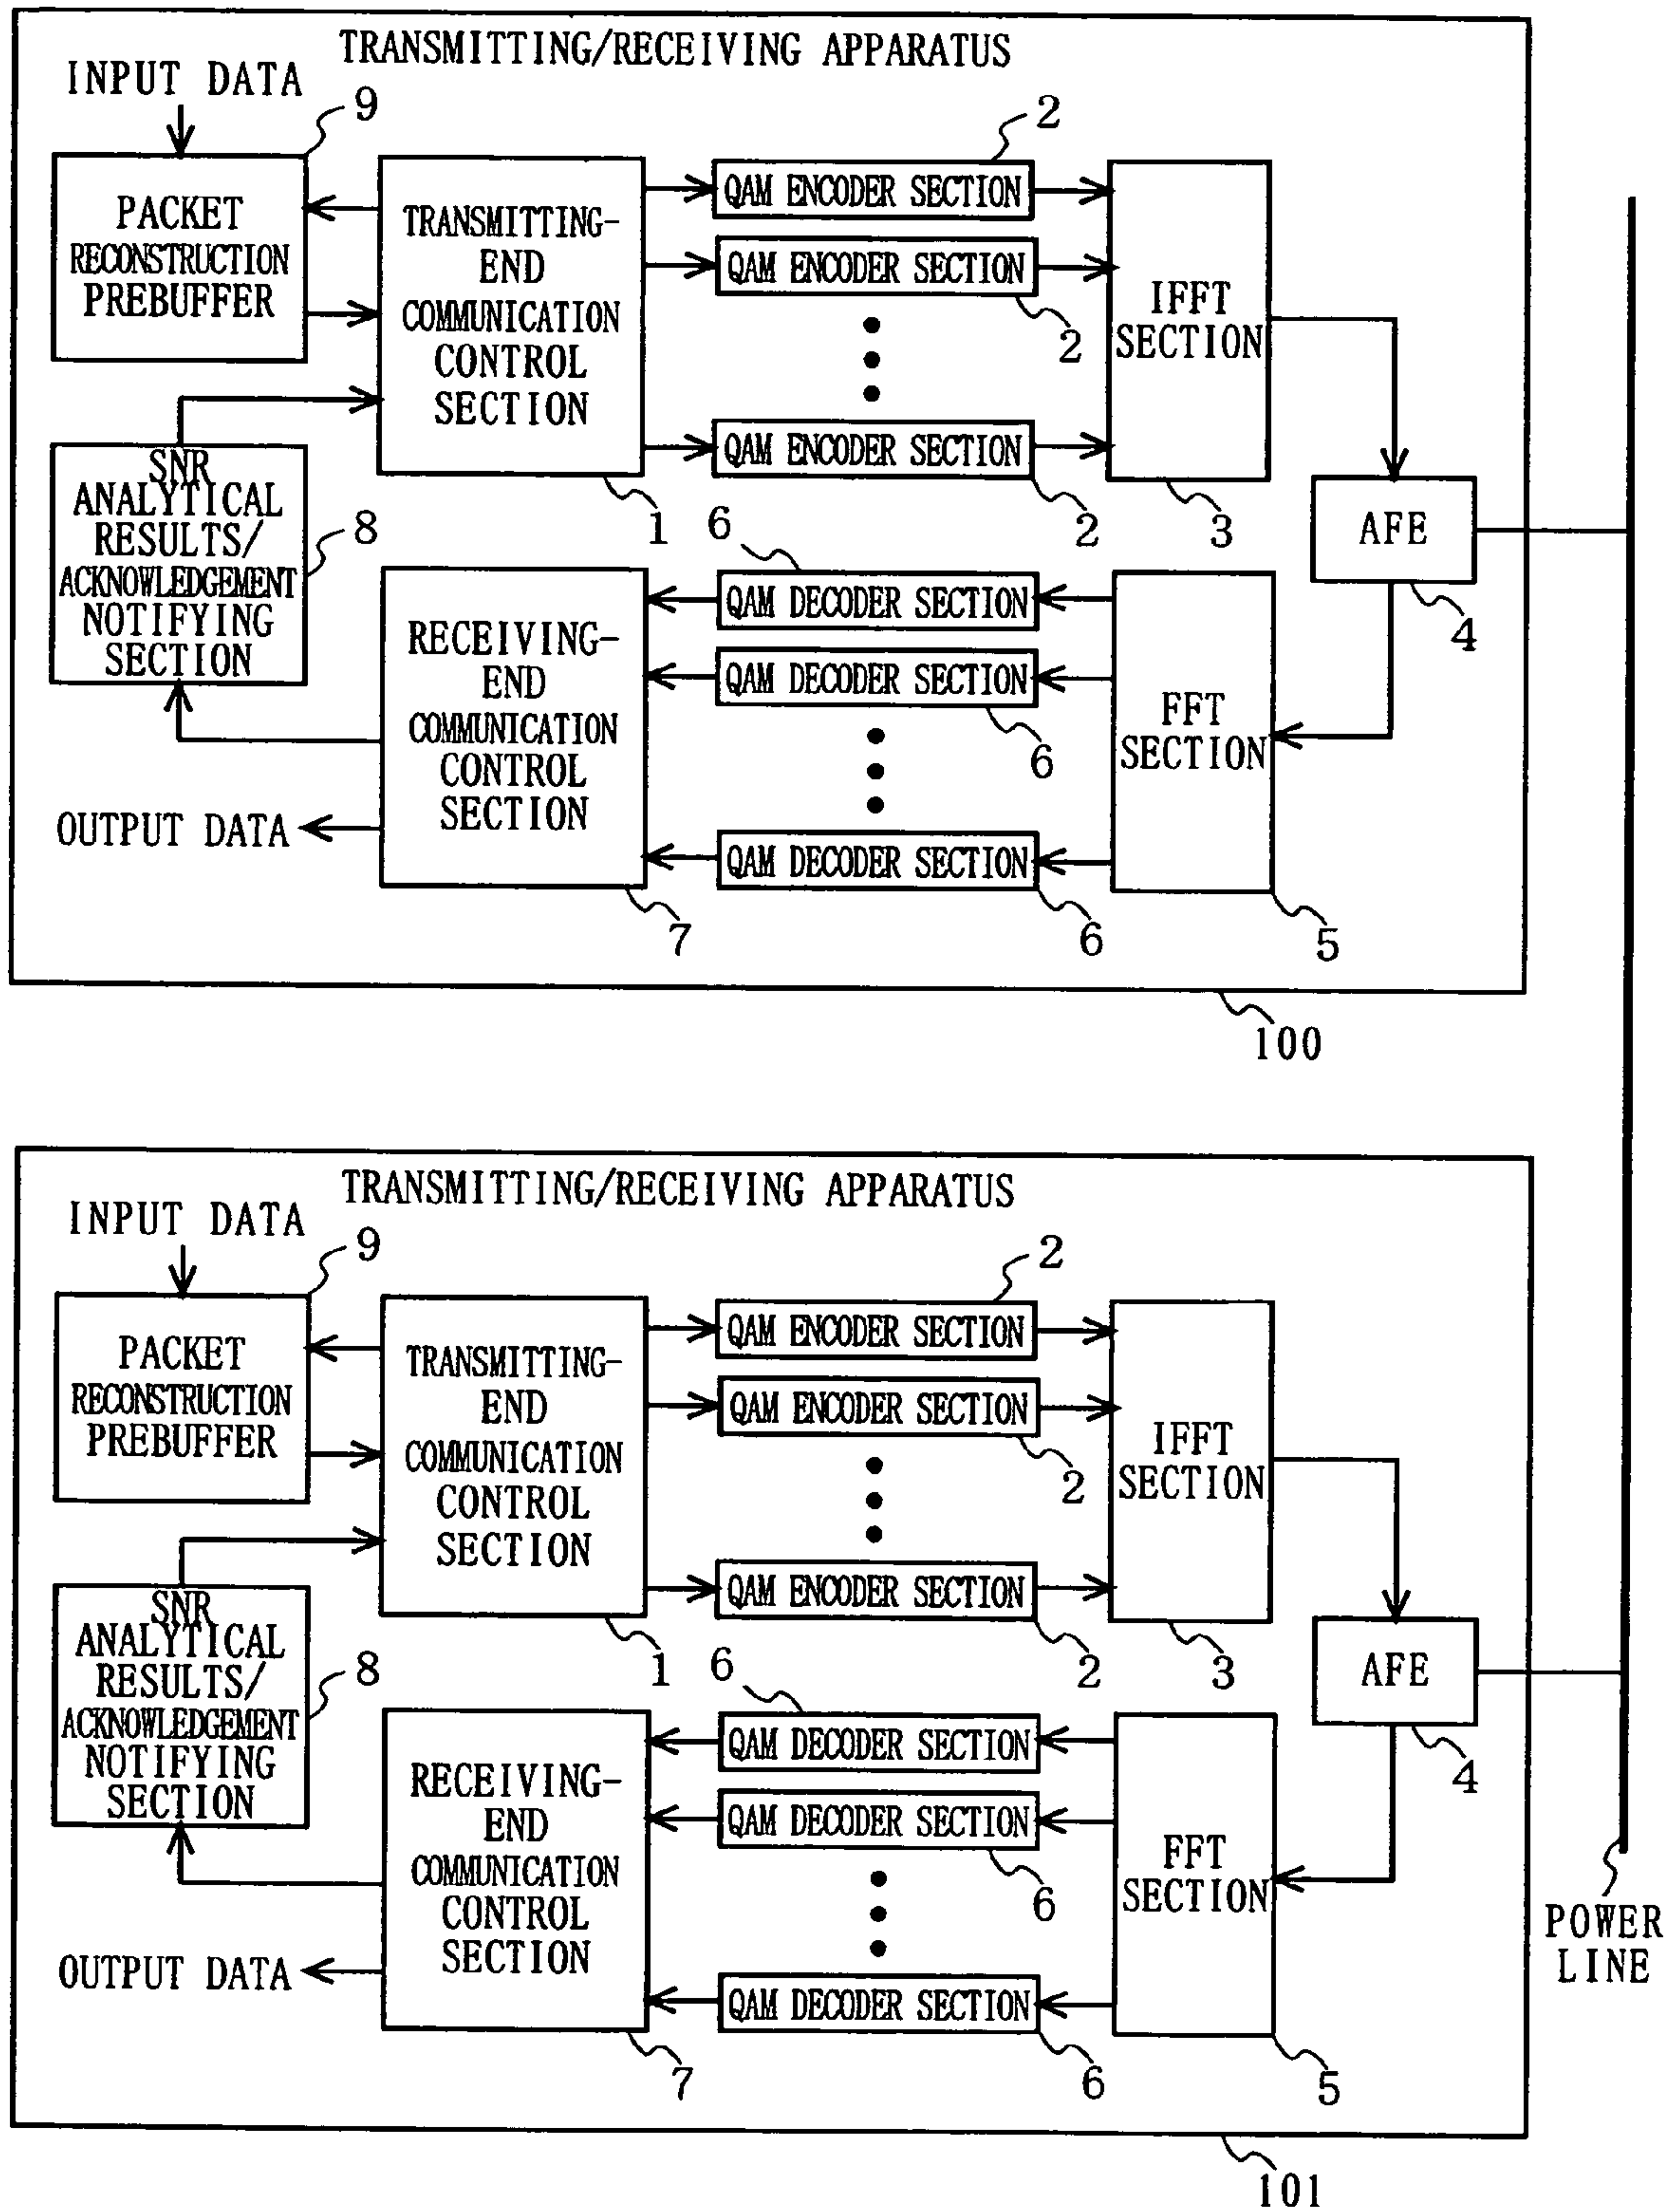 TRANSMITTING/RECEIVING APPARATUS
INPUT DATA
9
PACKET
RECONSTRUCTION
PREBUFFER
TRANSMITTING-
END
COMMUNICATION
CONTROL
SECTION
1
2
QAM ENCODER SECTION
QAM ENCODER SECTION
2
QAM ENCODER SECTION
2
IFFT
SECTION
3
AFE
4
SNR
ANALYTICAL
RESULTS/
ACKNOWLEDGEMENT
NOTIFYING
SECTION
8
RECEIVING-
END
COMMUNICATION
CONTROL
SECTION
7
6
QAM DECODER SECTION
QAM DECODER SECTION
6
QAM DECODER SECTION
6
FFT
SECTION
5
OUTPUT DATA
100
TRANSMITTING/RECEIVING APPARATUS
INPUT DATA
9
PACKET
RECONSTRUCTION
PREBUFFER
TRANSMITTING-
END
COMMUNICATION
CONTROL
SECTION
1
2
QAM ENCODER SECTION
QAM ENCODER SECTION
2
QAM ENCODER SECTION
2
IFFT
SECTION
3
AFE
4
SNR
ANALYTICAL
RESULTS/
ACKNOWLEDGEMENT
NOTIFYING
SECTION
8
RECEIVING-
END
COMMUNICATION
CONTROL
SECTION
7
6
QAM DECODER SECTION
QAM DECODER SECTION
6
QAM DECODER SECTION
6
FFT
SECTION
5
OUTPUT DATA
POWER
LINE
101